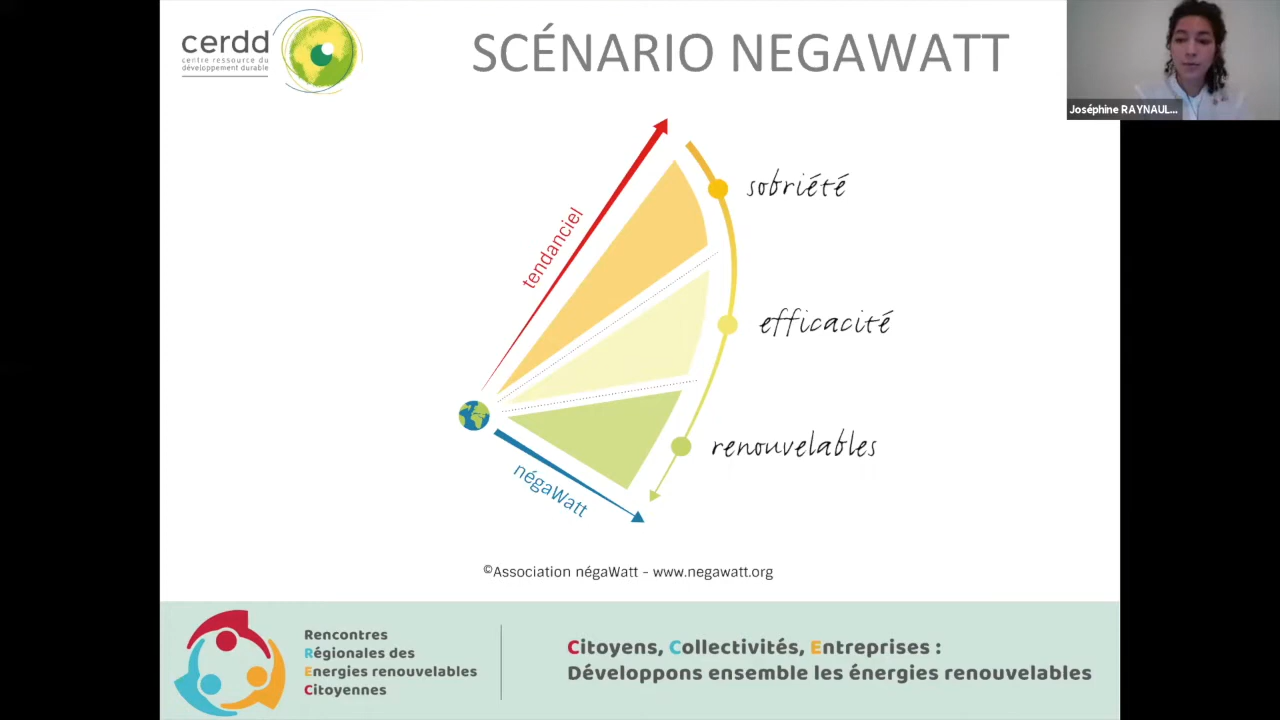 cerdd
centre ressource du
développement durable
SCÉNARIO NEGAWATT
Joséphine RAYNAUL...
tendanciel
sobriété
efficacité
renouvelables
négaWatt
©Association négaWatt - www.negawatt.org
Rencontres
Régionales des
Energies renouvelables
Citoyennes
Citoyens, Collectivités, Entreprises :
Développons ensemble les énergies renouvelables